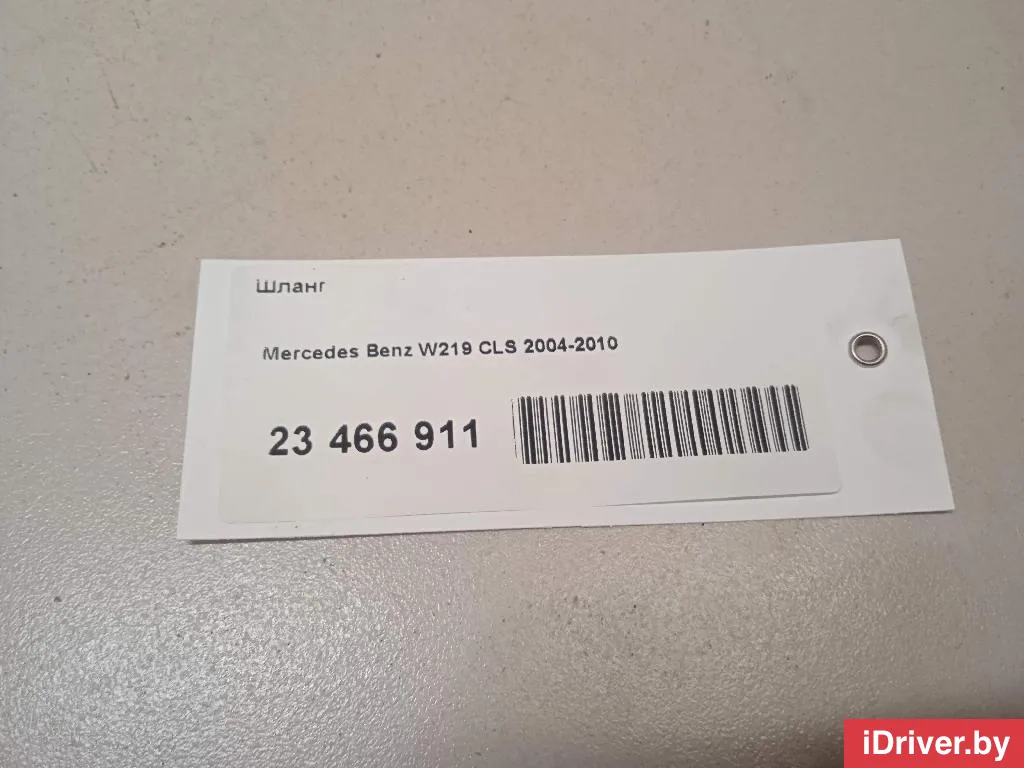 Шланг
Mercedes Benz W219 CLS 2004-2010
23 466 911
iDriver.by